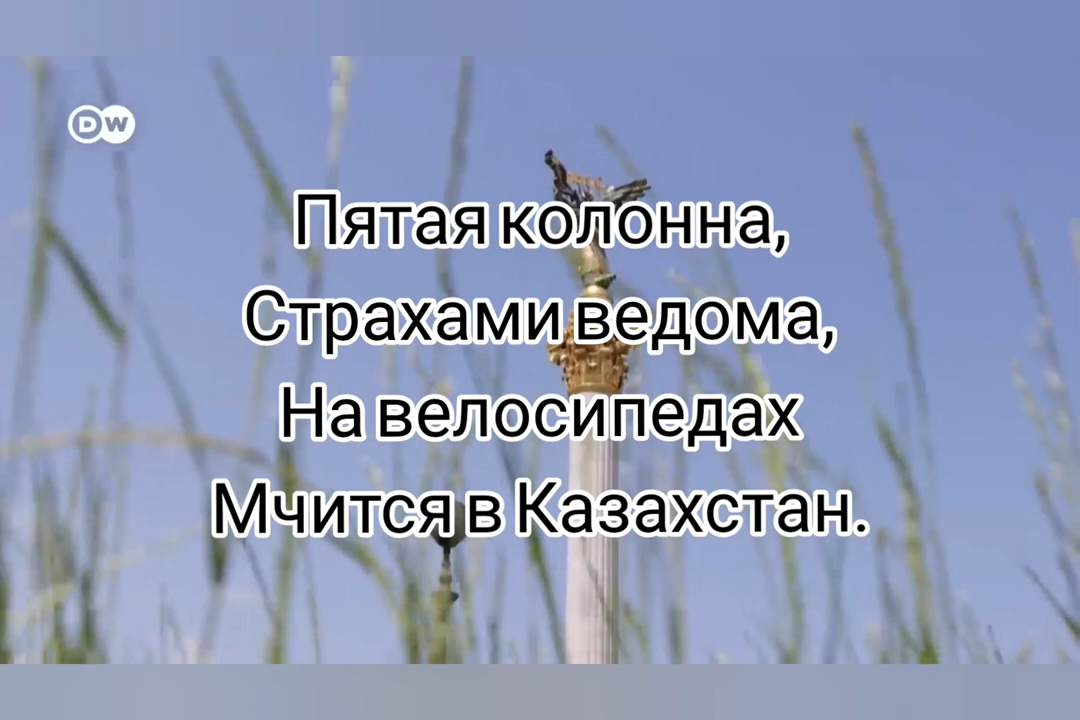 DW
Пятая колонна,
Страхами ведома,
На велосипедах
Мчится в Казахстан.